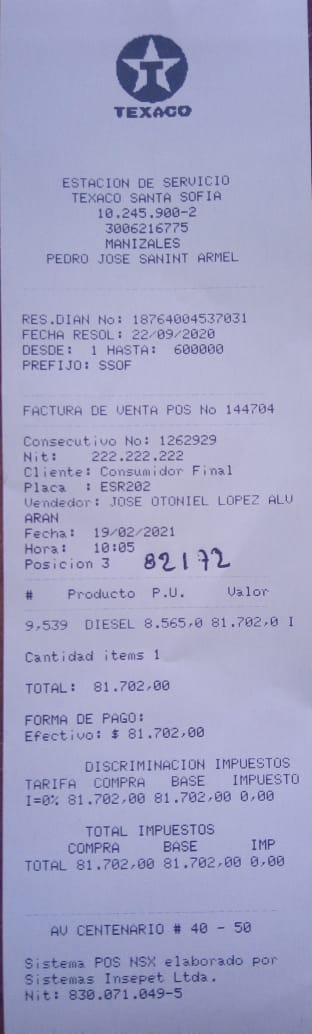 T
TEXACO
ESTACION DE SERVICIO
TEXACO SANTA SOFIA
10.245.900-2
3006216775
MANIZALES
PEDRO JOSE SANINT ARMEL
RES.DIAN No: 18764004537031
FECHA RESOL: 22/09/2020
DESDE: 1 HASTA: 600000
PREFIJO: SSOF
FACTURA DE VENTA POS No 144704
Consecutivo No: 1262929
Nit: 222.222.222
Cliente: Consumidor Final
Placa : ESR202
Vendedor: JOSE OTONIEL LOPEZ ALV
ARAN
Fecha: 19/02/2021
Hora: 10:05
Posicion 3 82172
# Producto P.U. Valor
9,539 DIESEL 8.565,0 81.702,0 I
Cantidad items 1
TOTAL: 81.702,00
FORMA DE PAGO:
Efectivo: $ 81.702,00
DISCRIMINACION IMPUESTOS
TARIFA COMPRA BASE IMPUESTO
I=0% 81.702,00 81.702,00 0,00
TOTAL IMPUESTOS
COMPRA BASE IMP
TOTAL 81.702,00 81.702,00 0,00
AV CENTENARIO # 40 - 50
Sistema POS NSX elaborado por
Sistemas Insepet Ltda.
Nit: 830.071.049-5